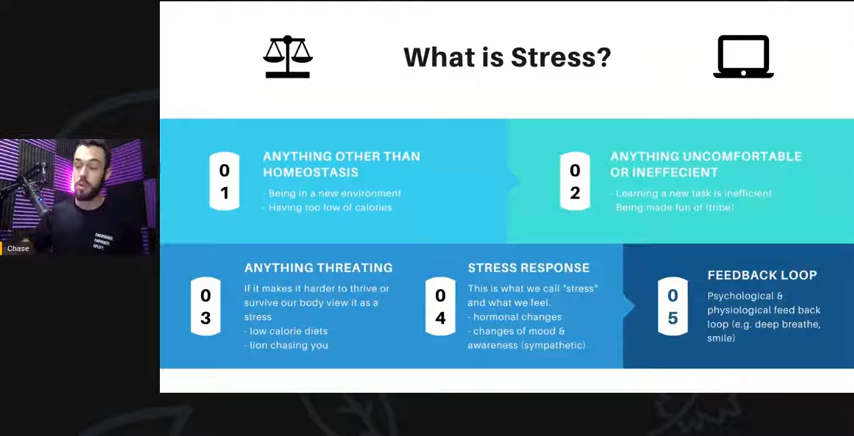 What is Stress?
01
ANYTHING OTHER THAN
HOMEOSTASIS
- Being in a new environment
- Having too low of calories
02
ANYTHING UNCOMFORTABLE
OR INEFFECIENT
- Learning a new task is inefficient
Being made fun of (tribe)
Chase
03
ANYTHING THREATING
If it makes it harder to thrive or
survive our body view it as a
stress
- low calorie diets
- lion chasing you
04
STRESS RESPONSE
This is what we call "stress"
and what we feel.
- hormonal changes
- changes of mood &
awareness (sympathetic)
05
FEEDBACK LOOP
Psychological &
physiological feed back
loop (e.g. deep breathe,
smile)